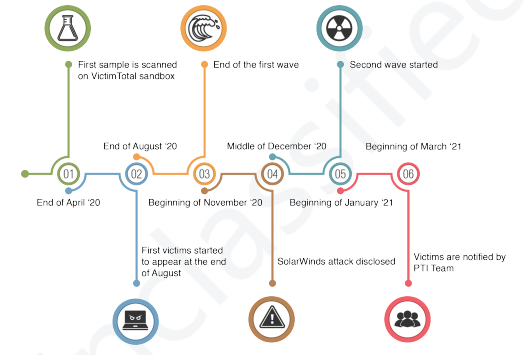 First sample is scanned
on VictimTotal sandbox
End of the first wave
Second wave started
End of August '20
Middle of December '20
Beginning of March '21
01
02
03
04
05
06
End of April '20
Beginning of November '20
Beginning of January '21
First victims started
to appear at the end
of August
SolarWinds attack disclosed
Victims are notified by
PTI Team
unclassified